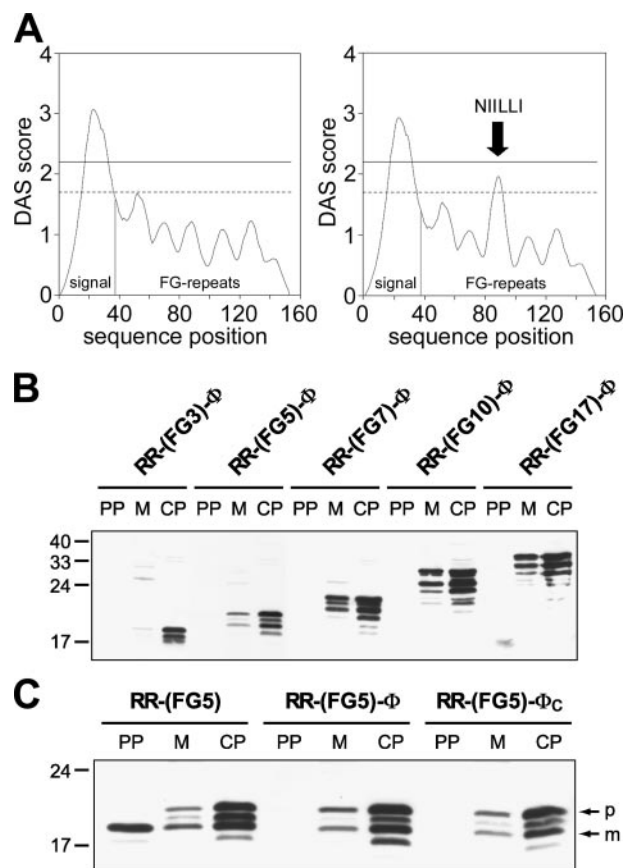 A
4
3
2
1
0
DAS score
signal
FG-repeats
0 40 80 120 160
sequence position
4
3
2
1
0
DAS score
NIILLI
signal
FG-repeats
0 40 80 120 160
sequence position
B
RR-(FG3)-Φ
RR-(FG5)-Φ
RR-(FG7)-Φ
RR-(FG10)-Φ
RR-(FG17)-Φ
PP M CP PP M CP PP M CP PP M CP PP M CP
40
33
24
17
C
RR-(FG5) RR-(FG5)-Φ RR-(FG5)-ΦC
PP M CP PP M CP PP M CP
24
17
p
m